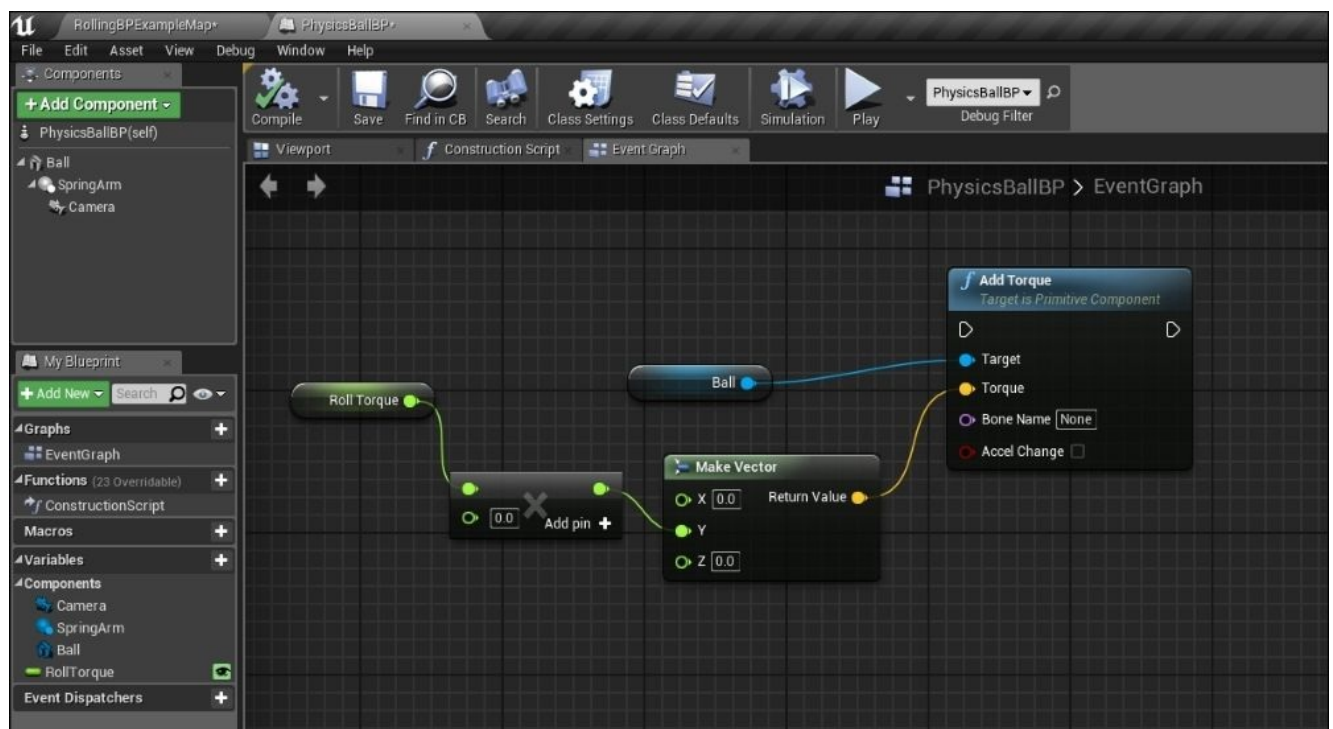 RollingBPExampleMap*
PhysicsBallBP*
File Edit Asset View Debug Window Help
Components
+Add Component
PhysicsBallBP(self)
Ball
SpringArm
Camera
Compile Save Find in CB Search Class Settings Class Defaults Simulation Play
PhysicsBallBP
Debug Filter
Viewport Construction Script Event Graph
PhysicsBallBP > EventGraph
My Blueprint
+Add New Search
Graphs +
EventGraph
Functions (23 Overridable) +
ConstructionScript
Macros +
Variables +
Components
Camera
SpringArm
Ball
RollTorque
Event Dispatchers +
Roll Torque
0.0 Add pin +
Ball
Make Vector
X 0.0 Return Value
Y
Z 0.0
f Add Torque
Target is Primitive Component
Target
Torque
Bone Name None
Accel Change